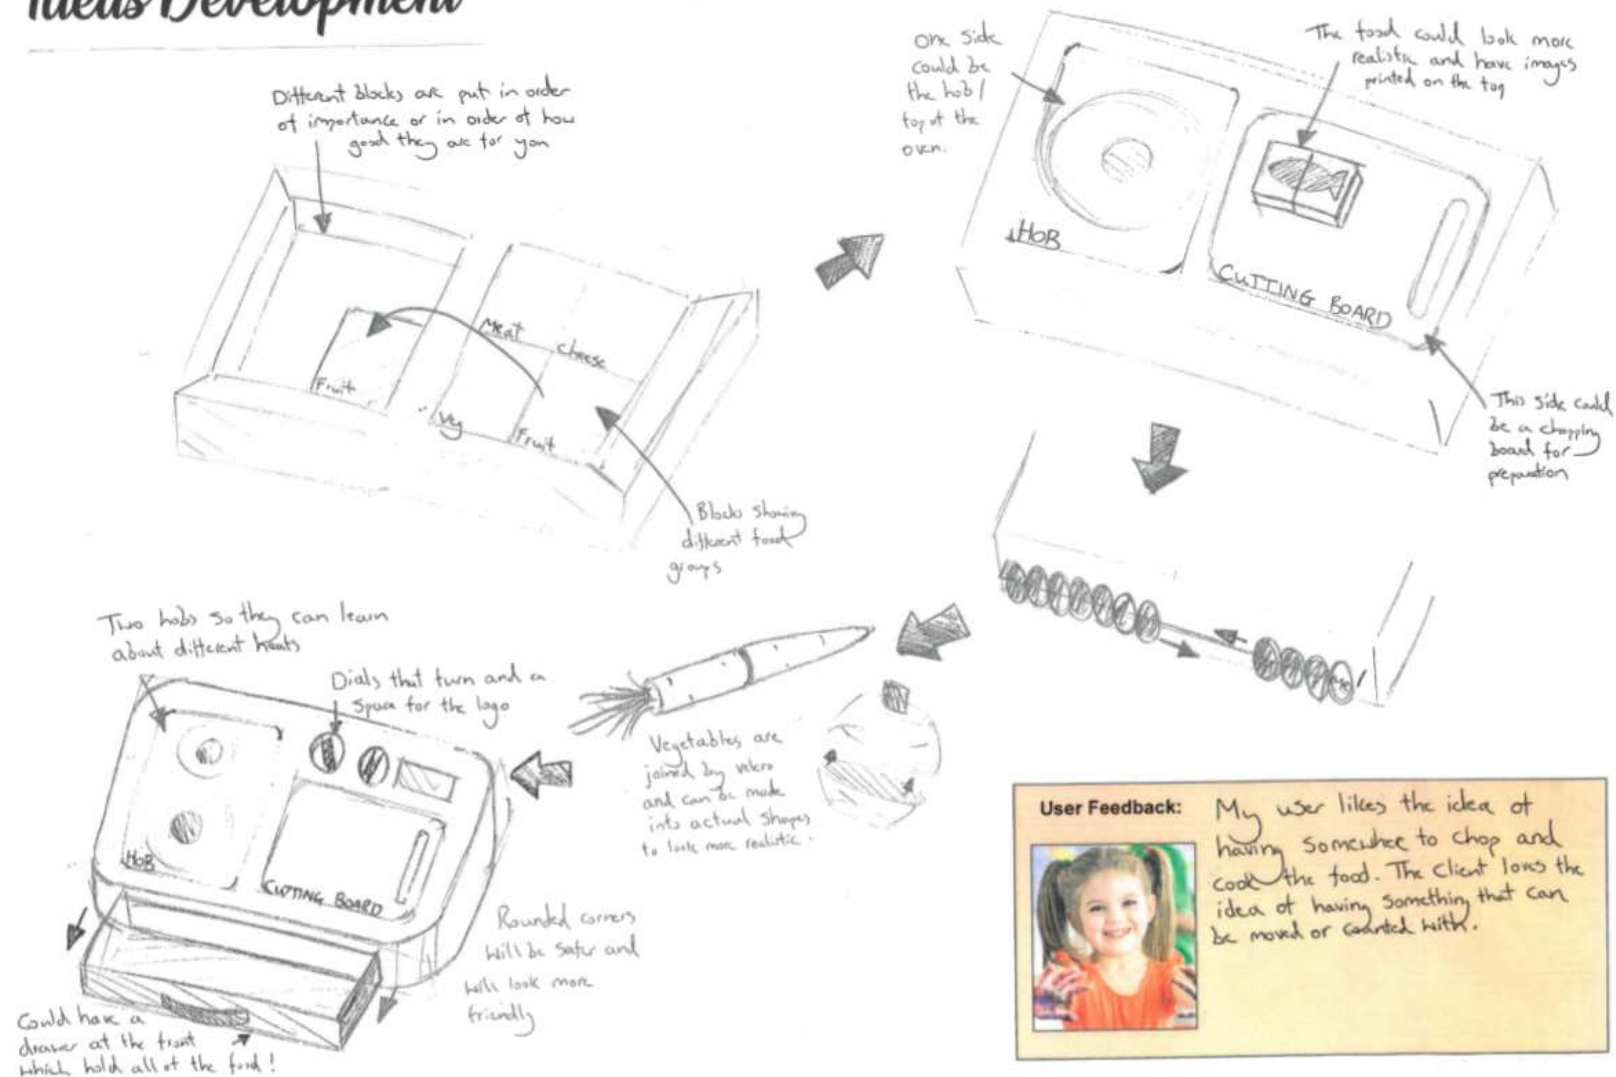 Ideas Development
Different blocks are put in order
of importance or in order of how
good they are for you
Meat
cheese
Fruit
Veg
Fruit
Blocks showing
different food
groups
One side
could be
the hob/
top of the
oven.
The food could look more
realistic and have images
printed on the top
HOB
CUTTING BOARD
This side could
be a chopping
board for
preparation
Vegetables are
joined by velcro
and can be made
into actual shapes
to look more realistic.
Two hobs so they can learn
about different heats
Dials that turn and a
space for the logo
HOB
CUTTING BOARD
Rounded corners
will be safer and
will look more
friendly
Could have a
drawer at the front
which hold all of the food!
User Feedback:
My user likes the idea of
having somewhere to chop and
cook the food. The client loves the
idea of having something that can
be moved or counted with.